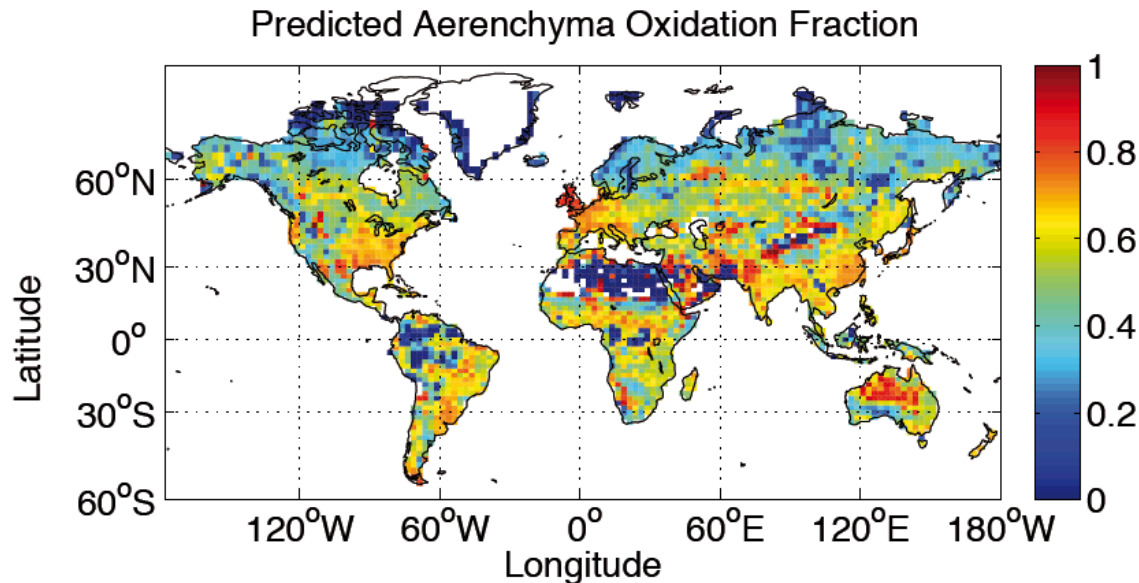 Predicted Aerenchyma Oxidation Fraction
1
0.8
0.6
0.4
0.2
0
60°N
30°N
0°
30°S
60°S
Latitude
120°W 60°W 0° 60°E 120°E 180°W
Longitude